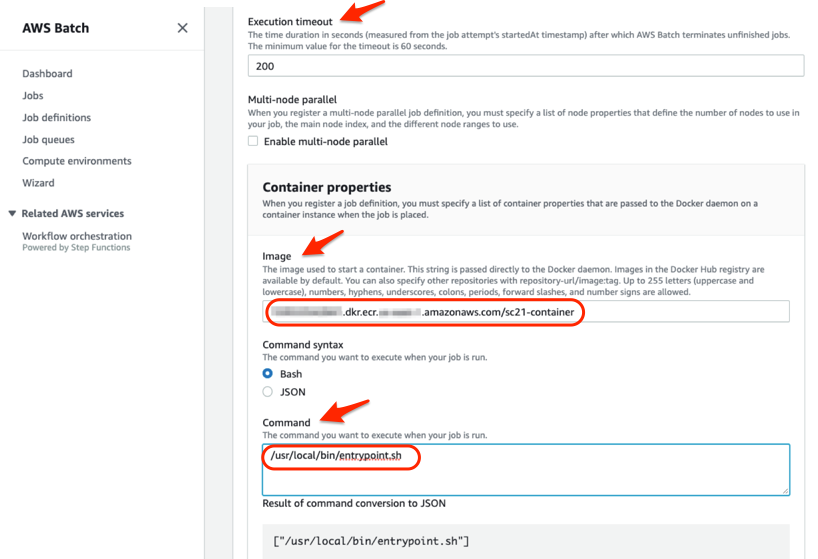 AWS Batch
Dashboard
Jobs
Job definitions
Job queues
Compute environments
Wizard
Related AWS services
Workflow orchestration
Powered by Step Functions
Execution timeout
The time duration in seconds (measured from the job attempt's startedAt timestamp) after which AWS Batch terminates unfinished jobs.
The minimum value for the timeout is 60 seconds.
200
Multi-node parallel
When you register a multi-node parallel job definition, you must specify a list of node properties that define the number of nodes to use in
your job, the main node index, and the different node ranges to use.
Enable multi-node parallel
Container properties
When you register a job definition, you must specify a list of container properties that are passed to the Docker daemon on a
container instance when the job is placed.
Image
The image used to start a container. This string is passed directly to the Docker daemon. Images in the Docker Hub registry are
available by default. You can also specify other repositories with repository-url/image:tag. Up to 255 letters (uppercase and
lowercase), numbers, hyphens, underscores, colons, periods, forward slashes, and number signs are allowed.
.dkr.ecr. .amazonaws.com/sc21-container
Command syntax
The command you want to execute when your job is run.
Bash
JSON
Command
The command you want to execute when your job is run.
/usr/local/bin/entrypoint.sh
Result of command conversion to JSON
["/usr/local/bin/entrypoint.sh"]